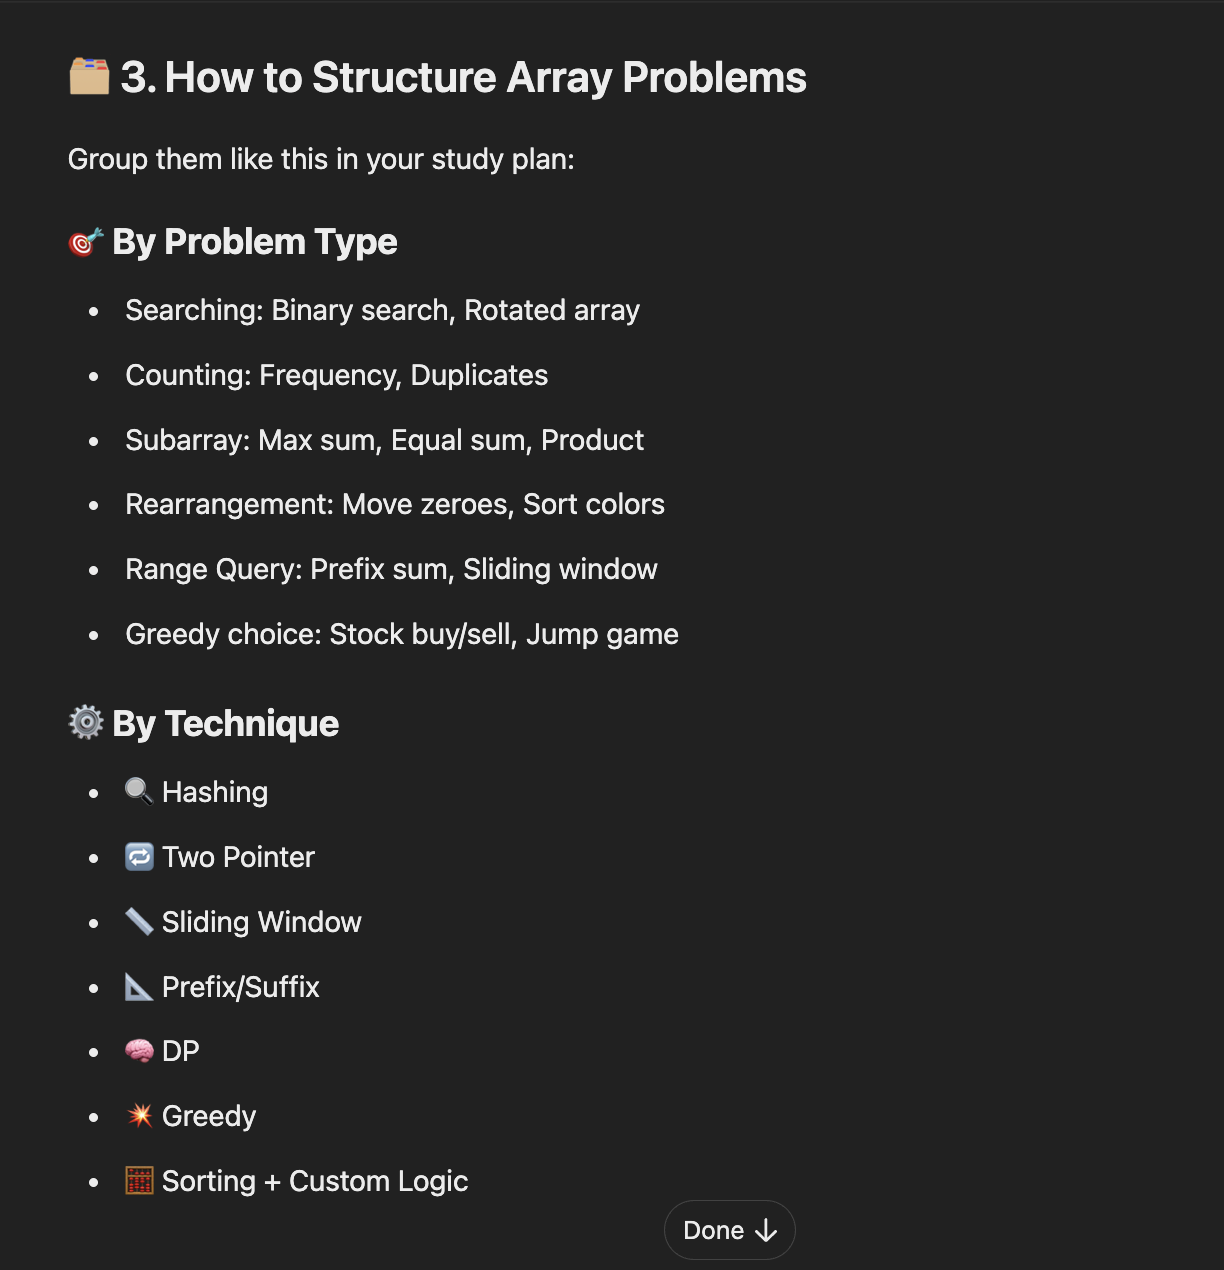 🗂️ 3. How to Structure Array Problems
Group them like this in your study plan:
🎯 By Problem Type
• Searching: Binary search, Rotated array
• Counting: Frequency, Duplicates
• Subarray: Max sum, Equal sum, Product
• Rearrangement: Move zeroes, Sort colors
• Range Query: Prefix sum, Sliding window
• Greedy choice: Stock buy/sell, Jump game
⚙️ By Technique
• 🔍 Hashing
• 🔁 Two Pointer
• 📏 Sliding Window
• 📐 Prefix/Suffix
• 🧠 DP
• 💥 Greedy
• 🧮 Sorting + Custom Logic
Done ↓